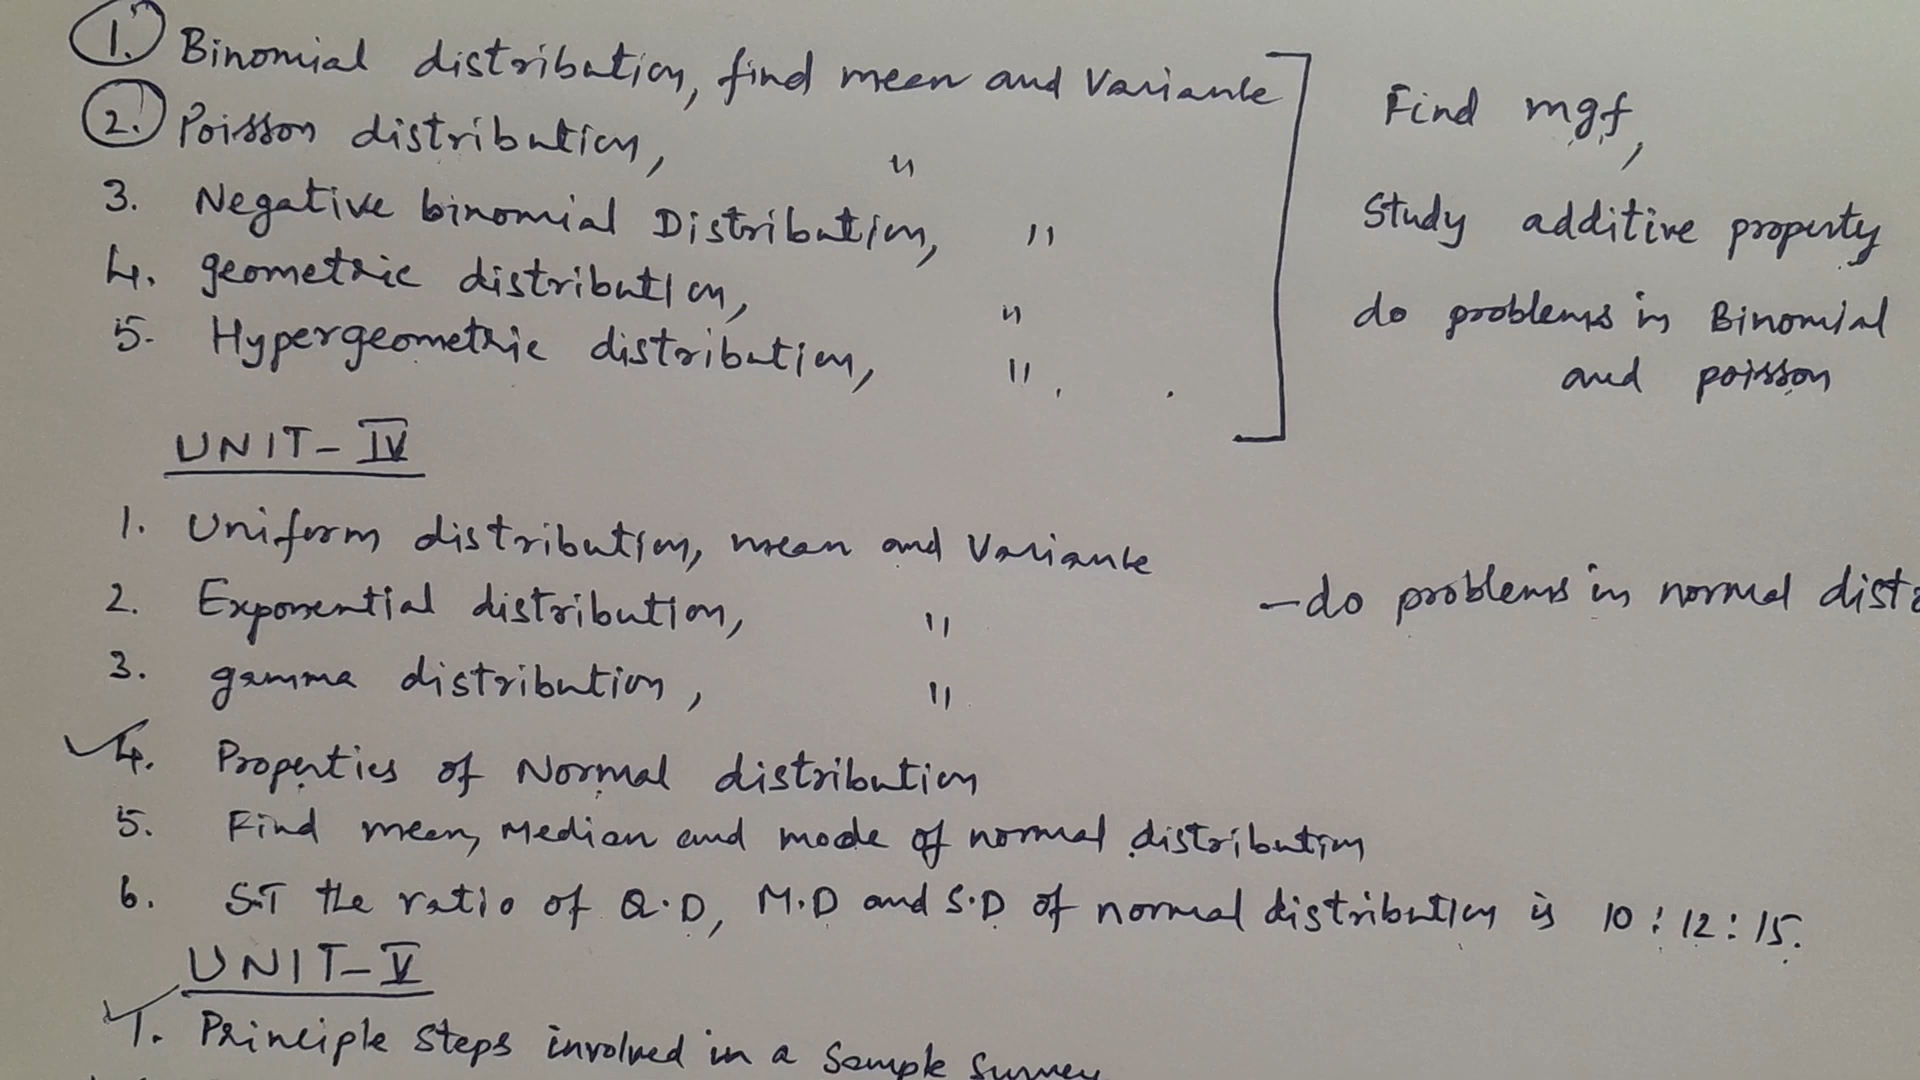 1. Binomial distribution, find mean and Variance
2. Poisson distribution, "
3. Negative binomial Distribution, "
4. geometric distribution, "
5. Hypergeometric distribution, "
Find mgf,
Study additive property
do problems in Binomial
and poisson
UNIT-IV
1. Uniform distribution, mean and Variance
2. Exponential distribution, "
3. gamma distribution, "
- do problems in normal dist
4. Properties of Normal distribution
5. Find mean, Median and mode of normal distribution
6. S.T the ratio of Q.D, M.D and S.D of normal distribution is 10:12:15.
UNIT-V
1. Principle steps involved in a Sample Survey